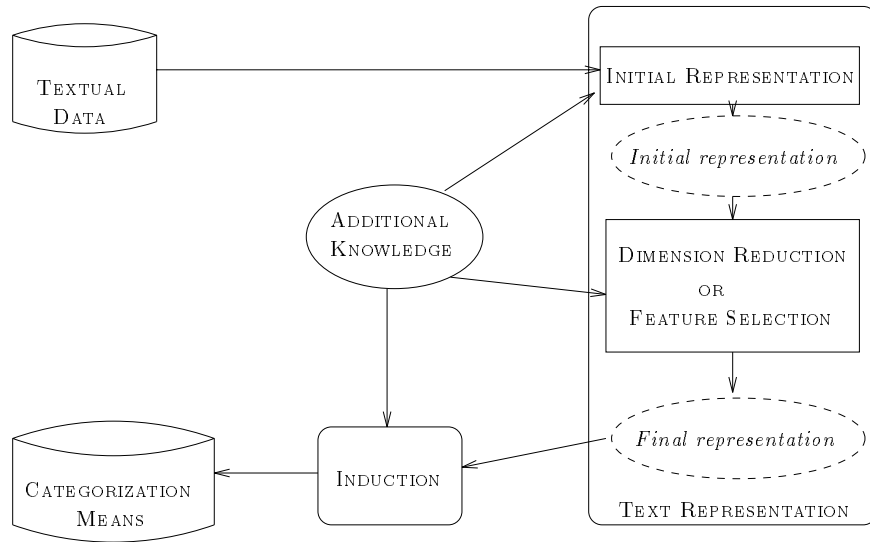 TEXTUAL
DATA
INITIAL REPRESENTATION
Initial representation
ADDITIONAL
KNOWLEDGE
DIMENSION REDUCTION
OR
FEATURE SELECTION
Final representation
INDUCTION
CATEGORIZATION
MEANS
TEXT REPRESENTATION